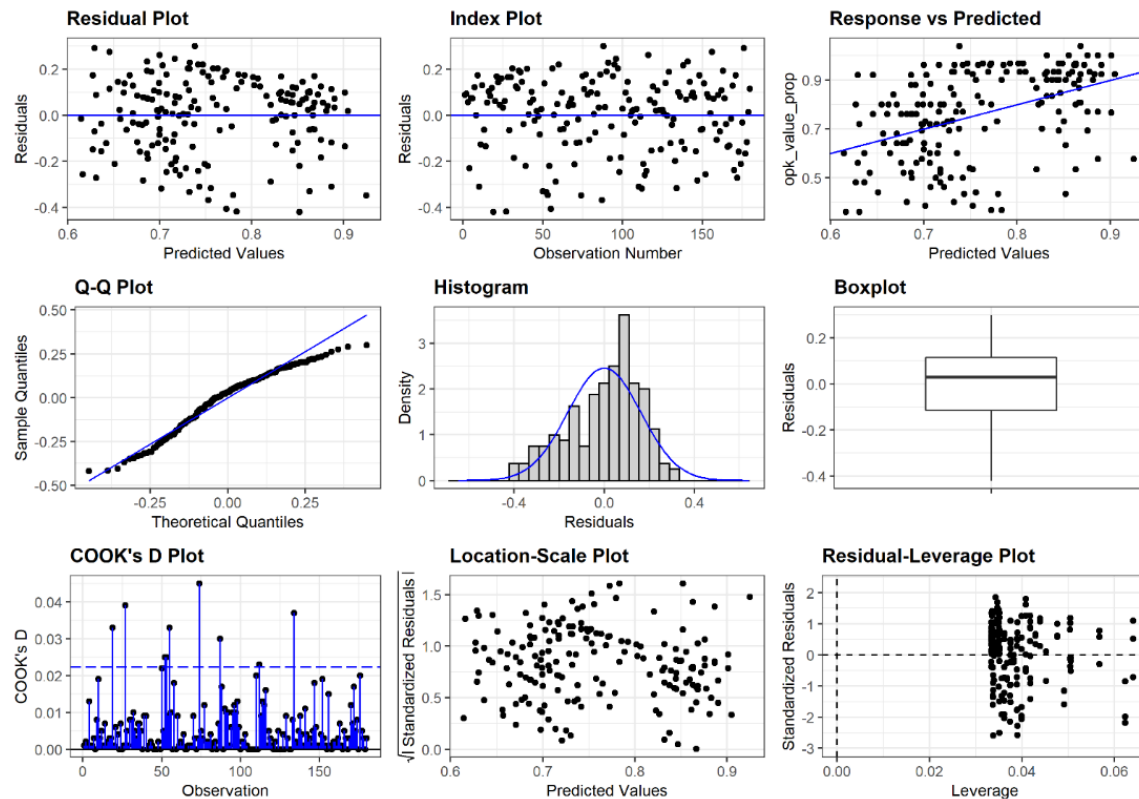 Residual Plot
Residuals
0.2
0.0
-0.2
-0.4
0.6 0.7 0.8 0.9
Predicted Values
Index Plot
Residuals
0.2
0.0
-0.2
-0.4
0 50 100 150
Observation Number
Response vs Predicted
opk_value_prop
0.9
0.7
0.5
0.6 0.7 0.8 0.9
Predicted Values
Q-Q Plot
Sample Quantiles
0.50
0.25
0.00
-0.25
-0.50
-0.25 0.00 0.25
Theoretical Quantiles
Histogram
Density
3
2
1
0
-0.4 0.0 0.4
Residuals
Boxplot
Residuals
0.2
0.0
-0.2
-0.4
COOK's D Plot
COOK's D
0.04
0.03
0.02
0.01
0.00
0 50 100 150
Observation
Location-Scale Plot
√|Standardized Residuals|
1.5
1.0
0.5
0.0
0.6 0.7 0.8 0.9
Predicted Values
Residual-Leverage Plot
Standardized Residuals
2
1
0
-1
-2
-3
0.00 0.02 0.04 0.06
Leverage